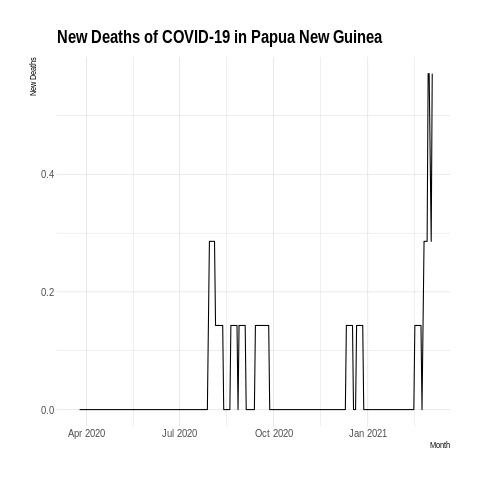 New Deaths of COVID-19 in Papua New Guinea
New Deaths
0.4
0.2
0.0
Apr 2020 Jul 2020 Oct 2020 Jan 2021
Month